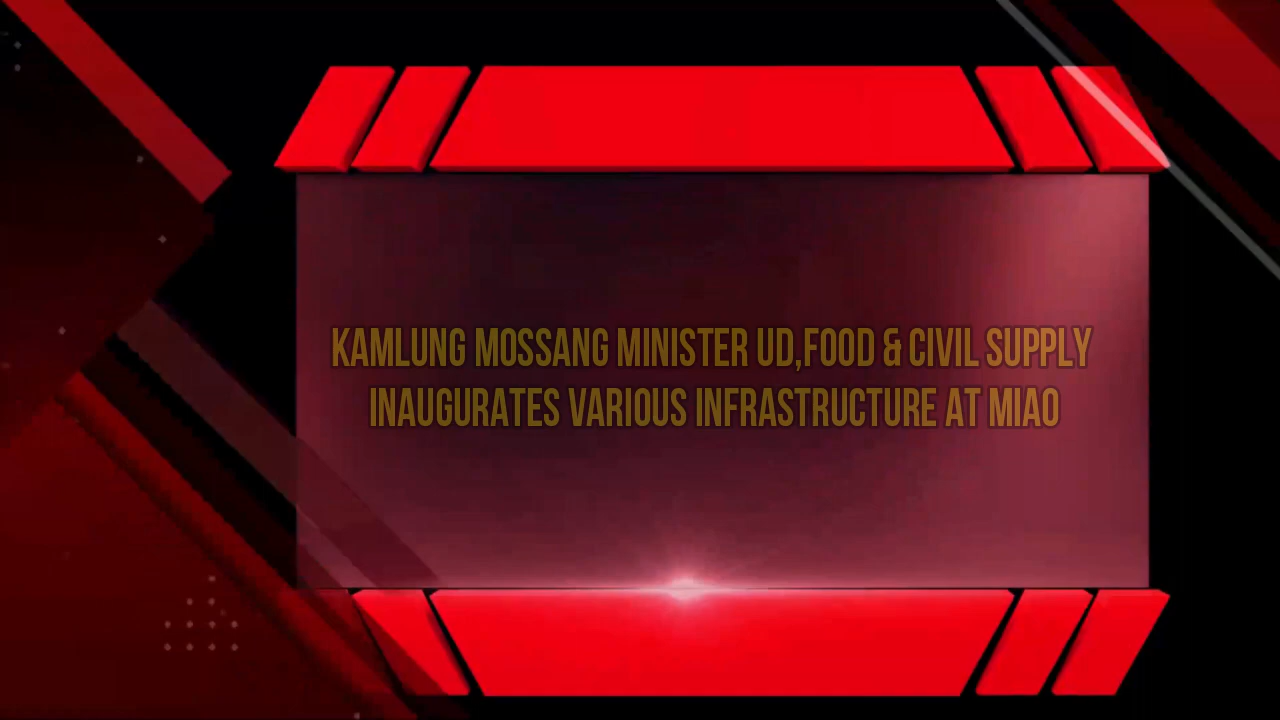 KAMLUNG MOSSANG MINISTER UD,FOOD & CIVIL SUPPLY
INAUGURATES VARIOUS INFRASTRUCTURE AT MIAO